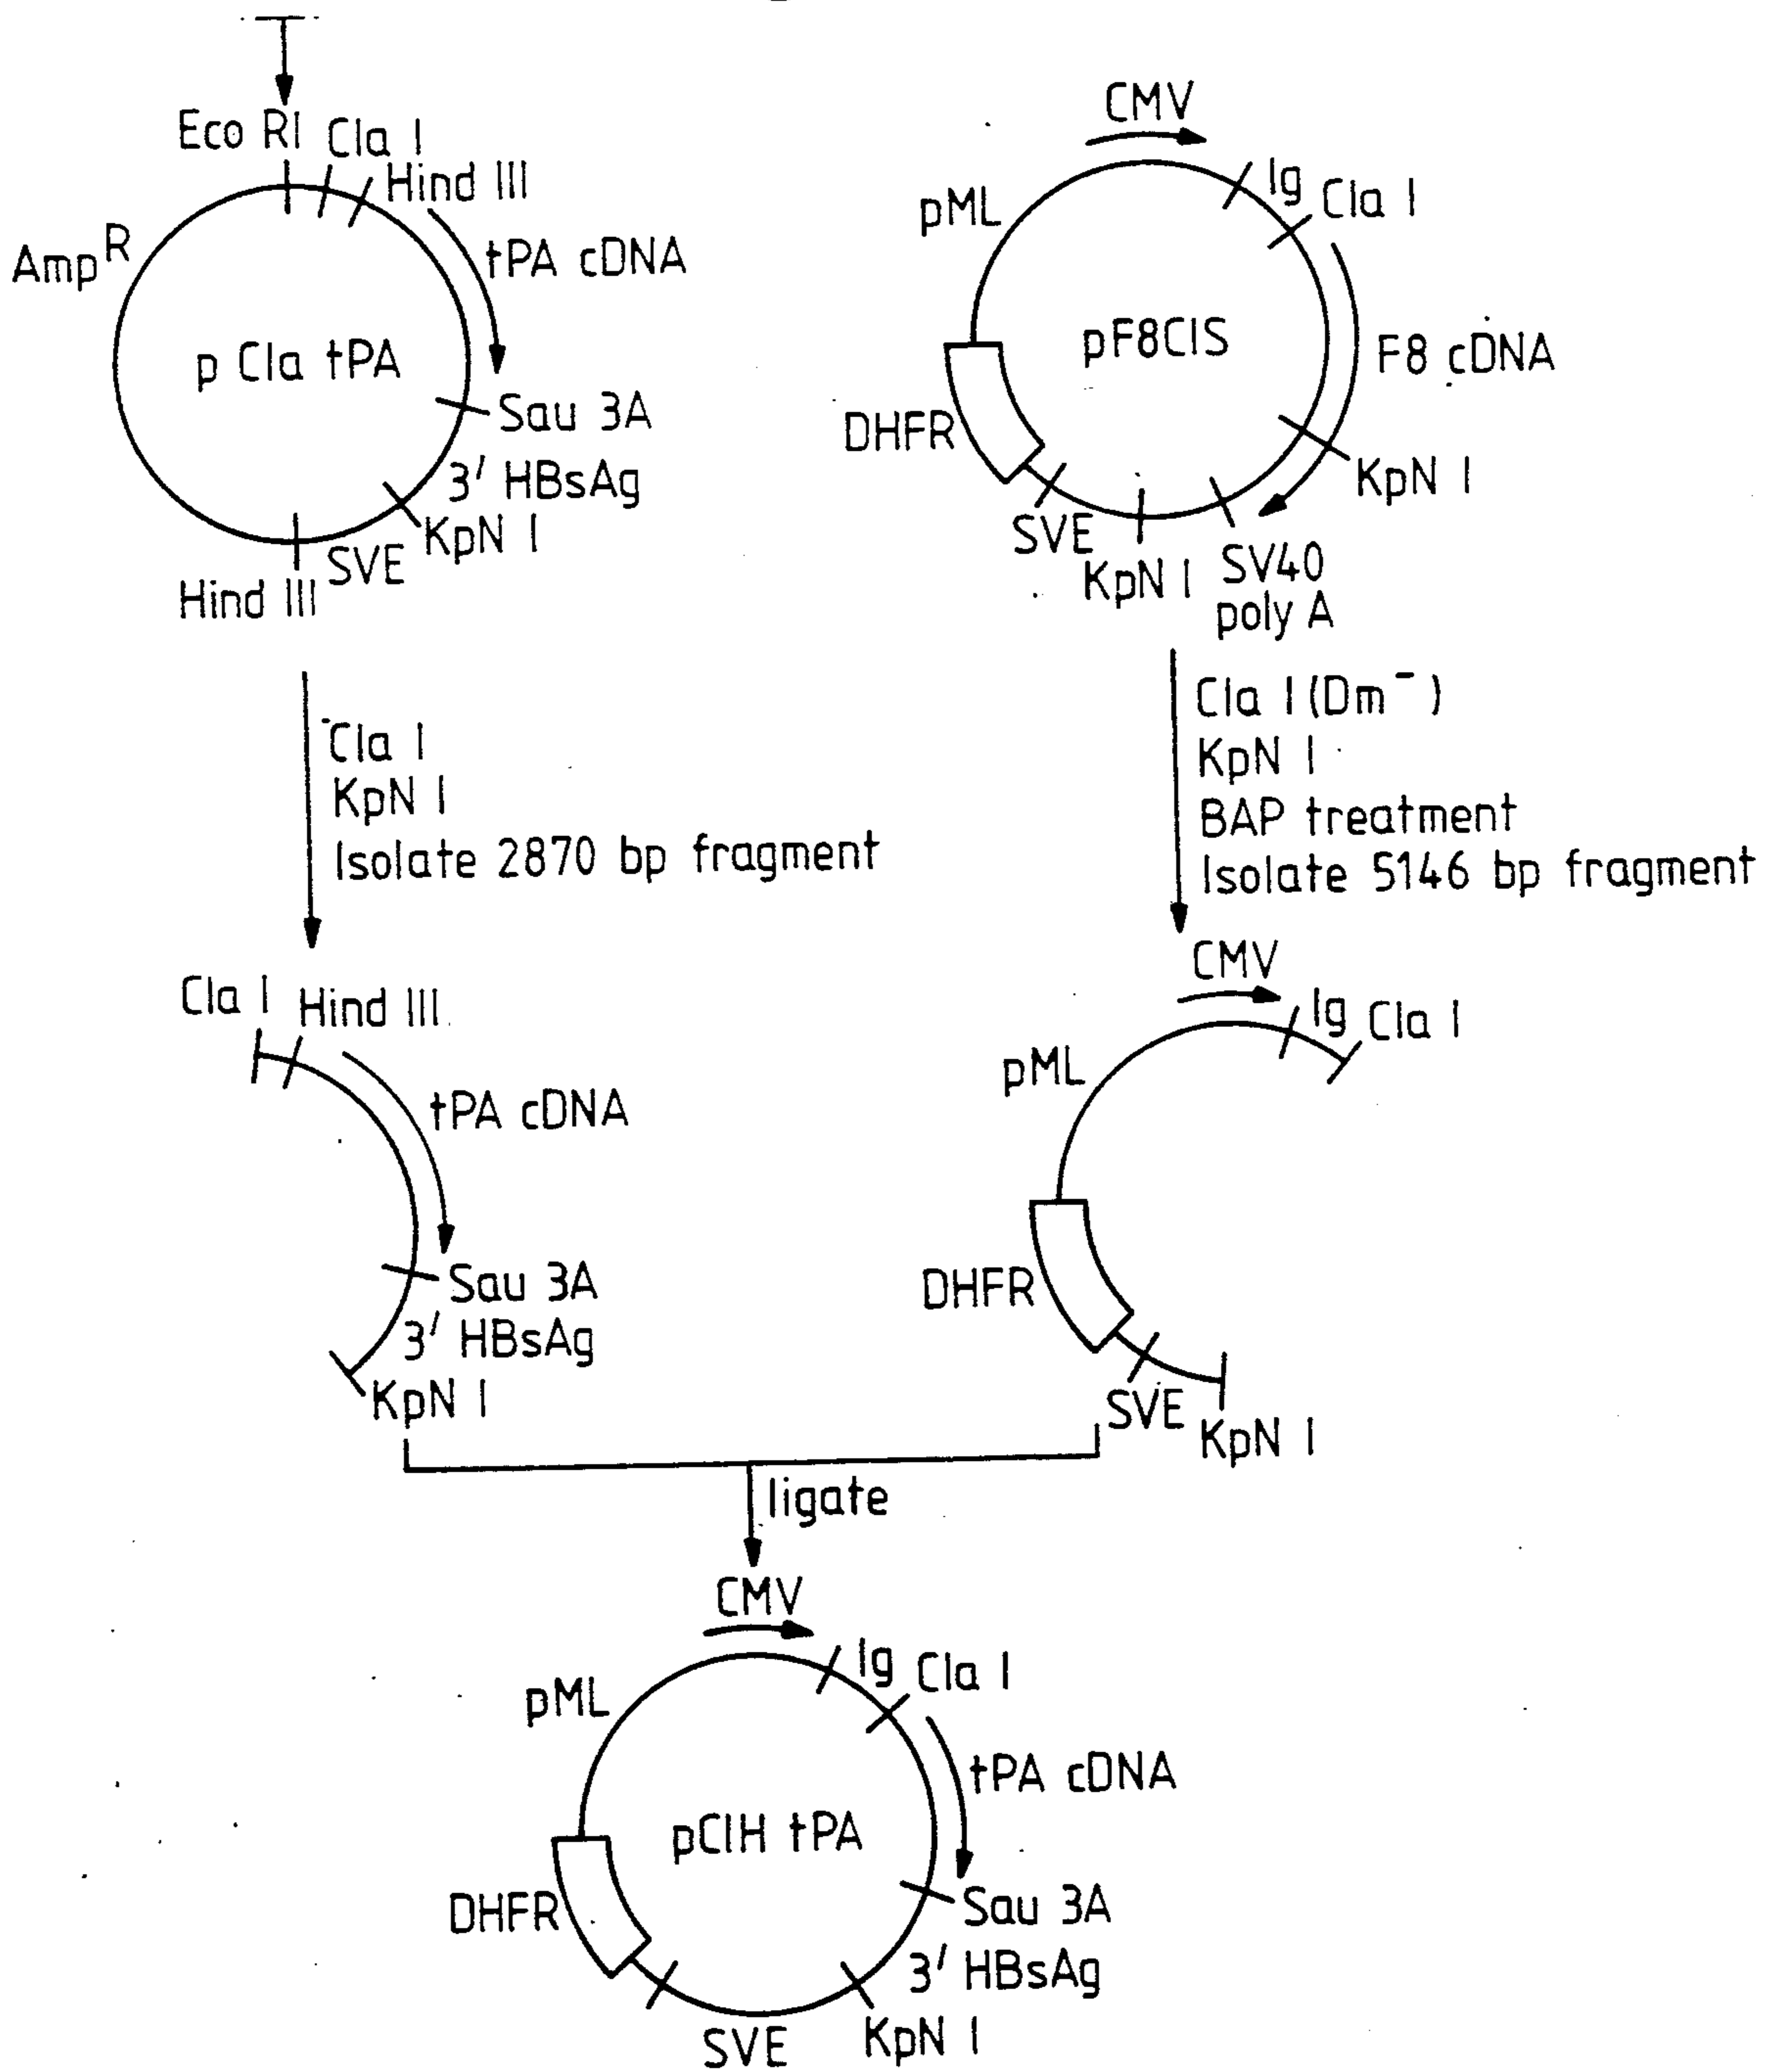 Eco RI Cla I
Hind III
Amp R
tPA cDNA
p Cla tPA
Sau 3A
3' HBsAg
KpN I
SVE
Hind III
CMV
Ig Cla I
pML
pF8CIS
F8 cDNA
DHFR
KpN I
SVE
KpN I
SV40
poly A
Cla I
KpN I
Isolate 2870 bp fragment
Cla I (Dm⁻)
KpN I
BAP treatment
Isolate 5146 bp fragment
Cla I Hind III
tPA cDNA
Sau 3A
3' HBsAg
KpN I
CMV
Ig Cla I
pML
DHFR
SVE
KpN I
ligate
CMV
Ig Cla I
pML
tPA cDNA
pCIH tPA
DHFR
Sau 3A
3' HBsAg
KpN I
SVE